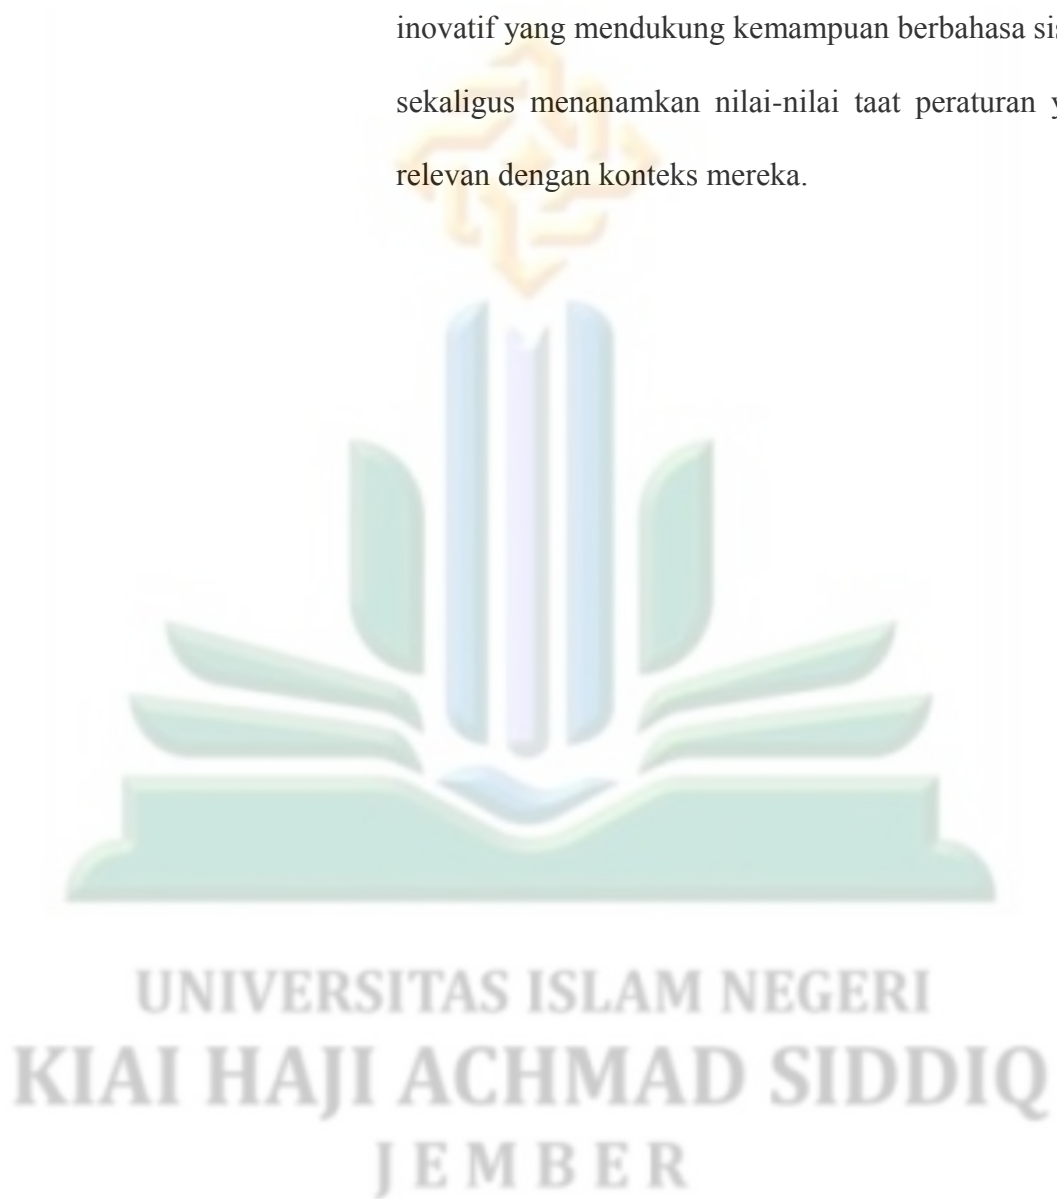 inovatif yang mendukung kemampuan berbahasa
sekaligus menanamkan nilai-nilai taat peraturan
relevan dengan konteks mereka.
UNIVERSITAS ISLAM NEGERI
KIAI HAJI ACHMAD SIDDIQ
JEMBER